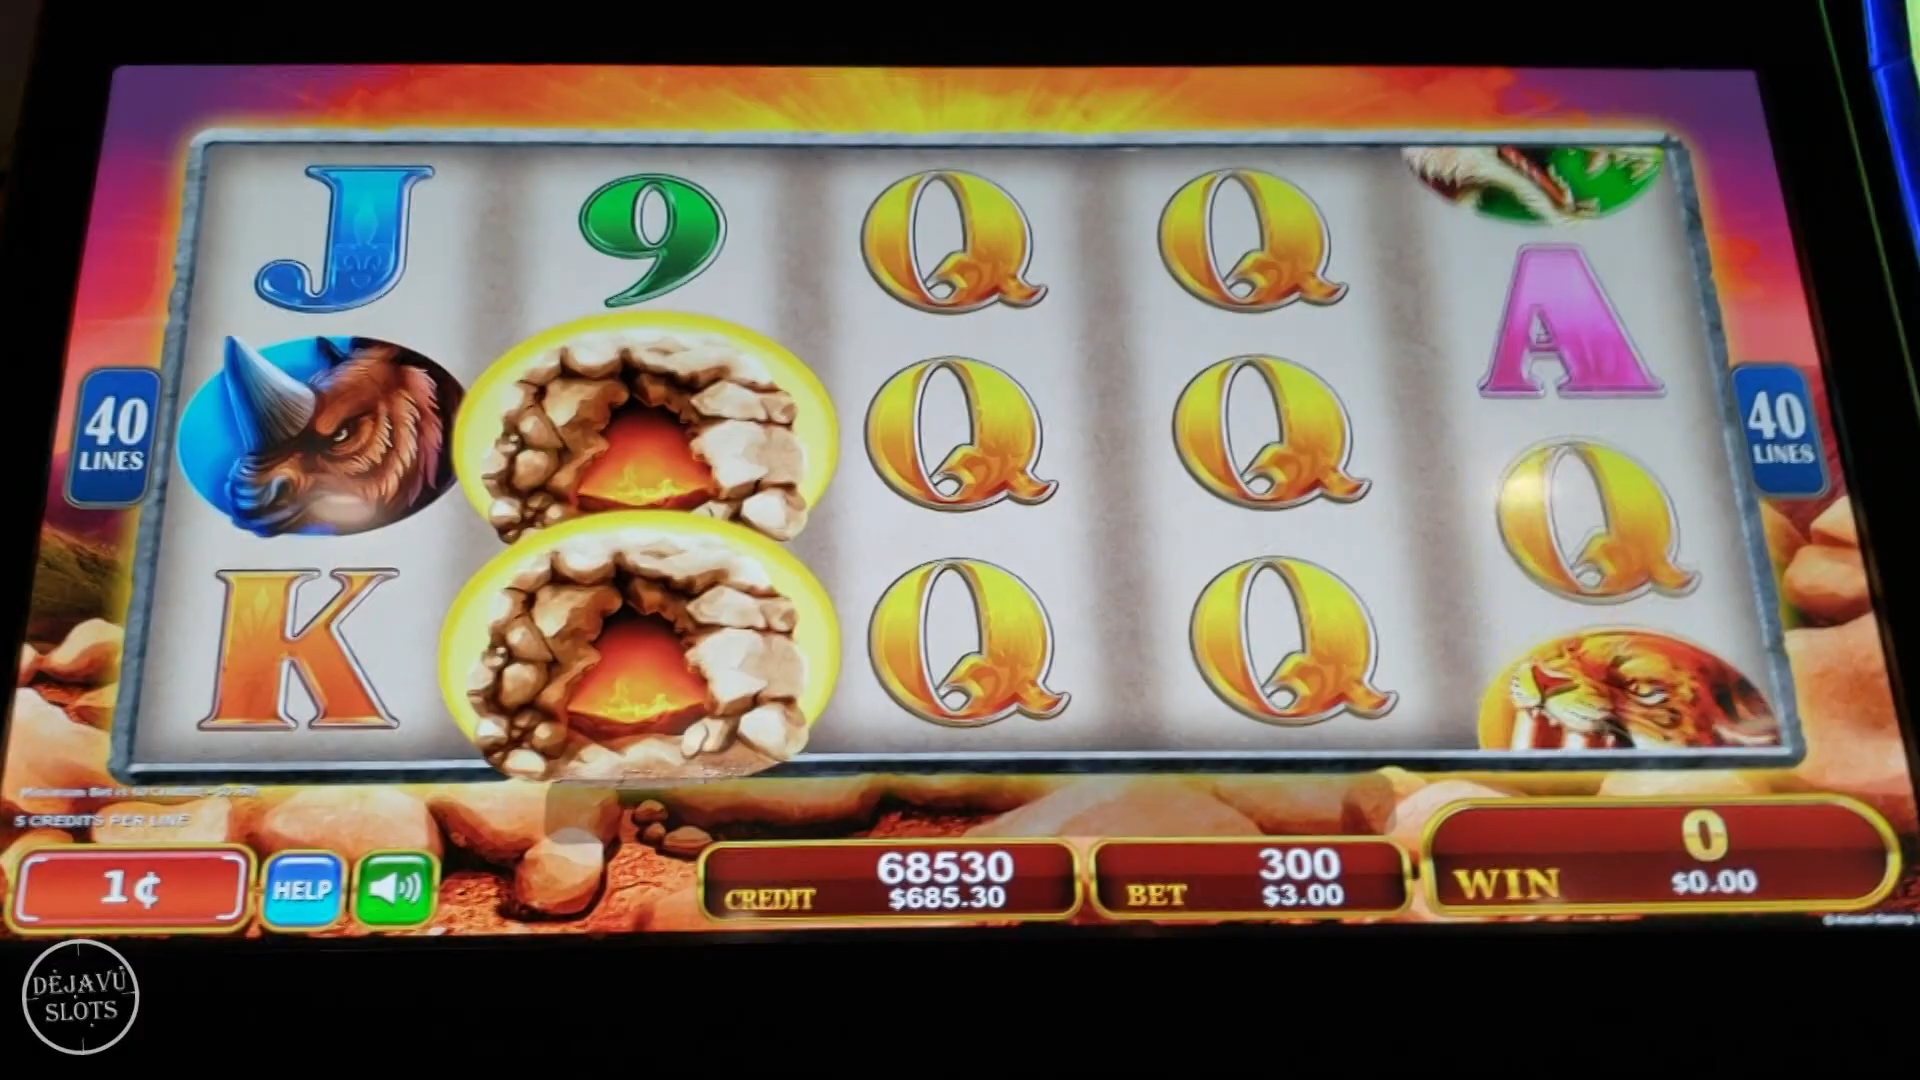 J 9 Q Q
A
40
LINES
Q Q
40
LINES
Q
K Q Q
5 CREDITS PER LINE
1¢
HELP
CREDIT
68530
$685.30
BET
300
$3.00
WIN
0
$0.00
DÉJAVÚ
SLOTS